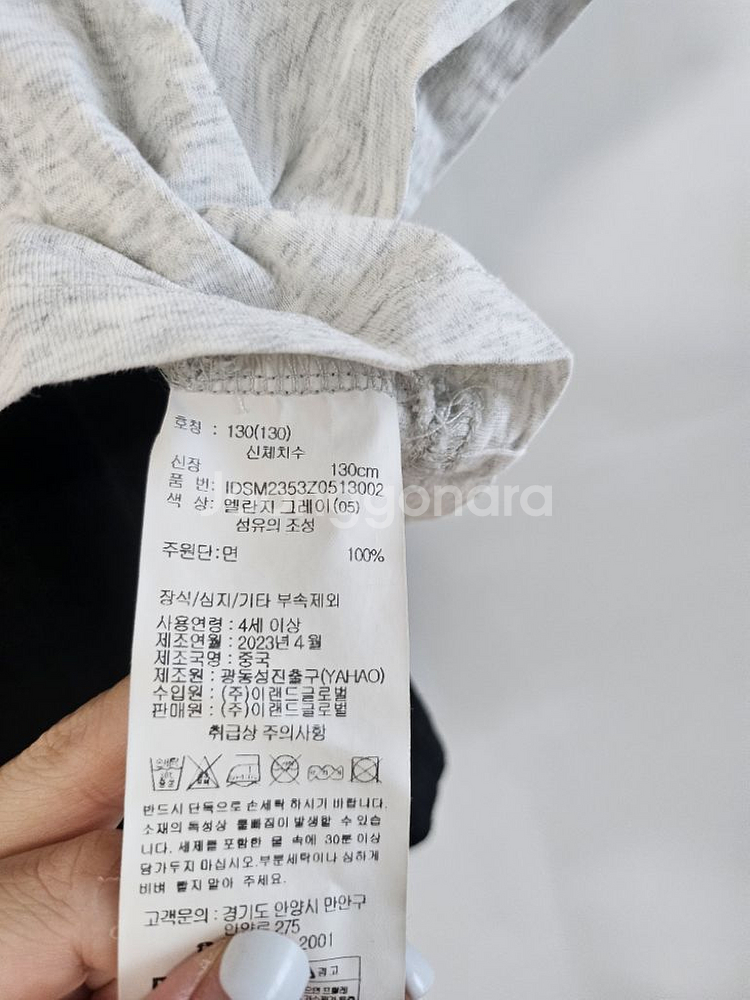 호칭 : 130(130)
신체치수
신장 130cm
품 번: IDSM2353Z0513002
색 상: 멜란지 그레이(05)
섬유의 조성
주원단:면 100%
장식/심지/기타 부속제외
사용연령 : 4세 이상
제조연월 : 2023년 4월
제조국명 : 중국
제조원 : 광동성진출구(YAHAO)
수입원 : (주)이랜드글로벌
판매원 : (주)이랜드글로벌
취급상 주의사항
반드시 단독으로 손세탁 하시기 바랍니다.
소재의 특성상 물빠짐이 발생할 수 있습
니다. 세제를 포함한 물 속에 30분 이상
담가두지 마십시오.부분세탁이나 심하게
비벼 빨지 말아 주세요.
고객문의 : 경기도 안양시 만안구
안양로 275
2001
경고